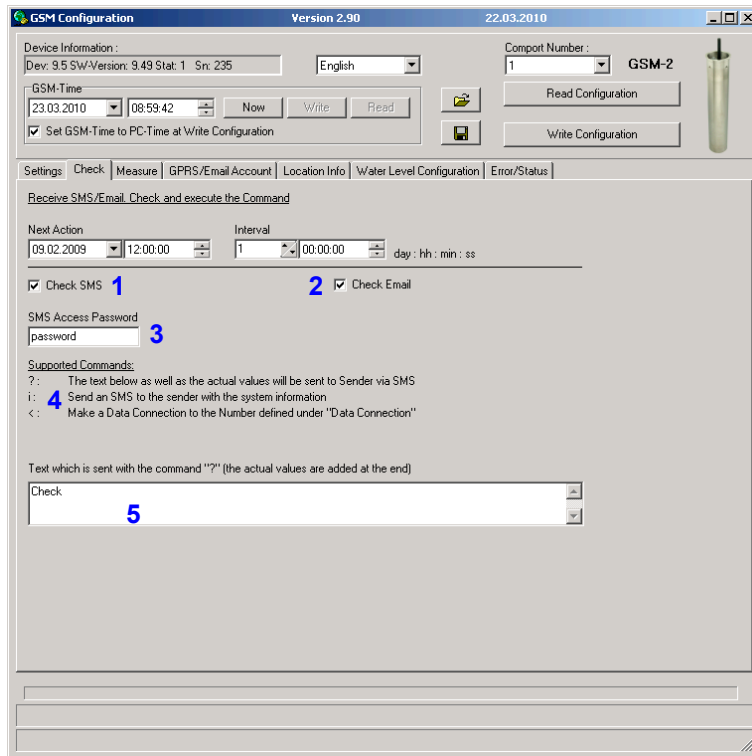 GSM Configuration Version 2.90 22.03.2010
Device Information :
Dev: 9.5 SW-Version: 9.49 Stat: 1 Sn: 235
English
Comport Number :
1
GSM-2
GSM-Time
23.03.2010 08:59:42 Now Write Read
Set GSM-Time to PC-Time at Write Configuration
Read Configuration
Write Configuration
Settings Check Measure GPRS/Email Account Location Info Water Level Configuration Error/Status
Receive SMS/Email. Check and execute the Command
Next Action Interval
09.02.2009 12:00:00 1 00:00:00 day : hh : min : ss
Check SMS 1 2 Check Email
SMS Access Password
password 3
Supported Commands:
? : The text below as well as the actual values will be sent to Sender via SMS
i : 4 Send an SMS to the sender with the system information
< : Make a Data Connection to the Number defined under "Data Connection"
Text which is sent with the command "?" (the actual values are added at the end)
Check
5